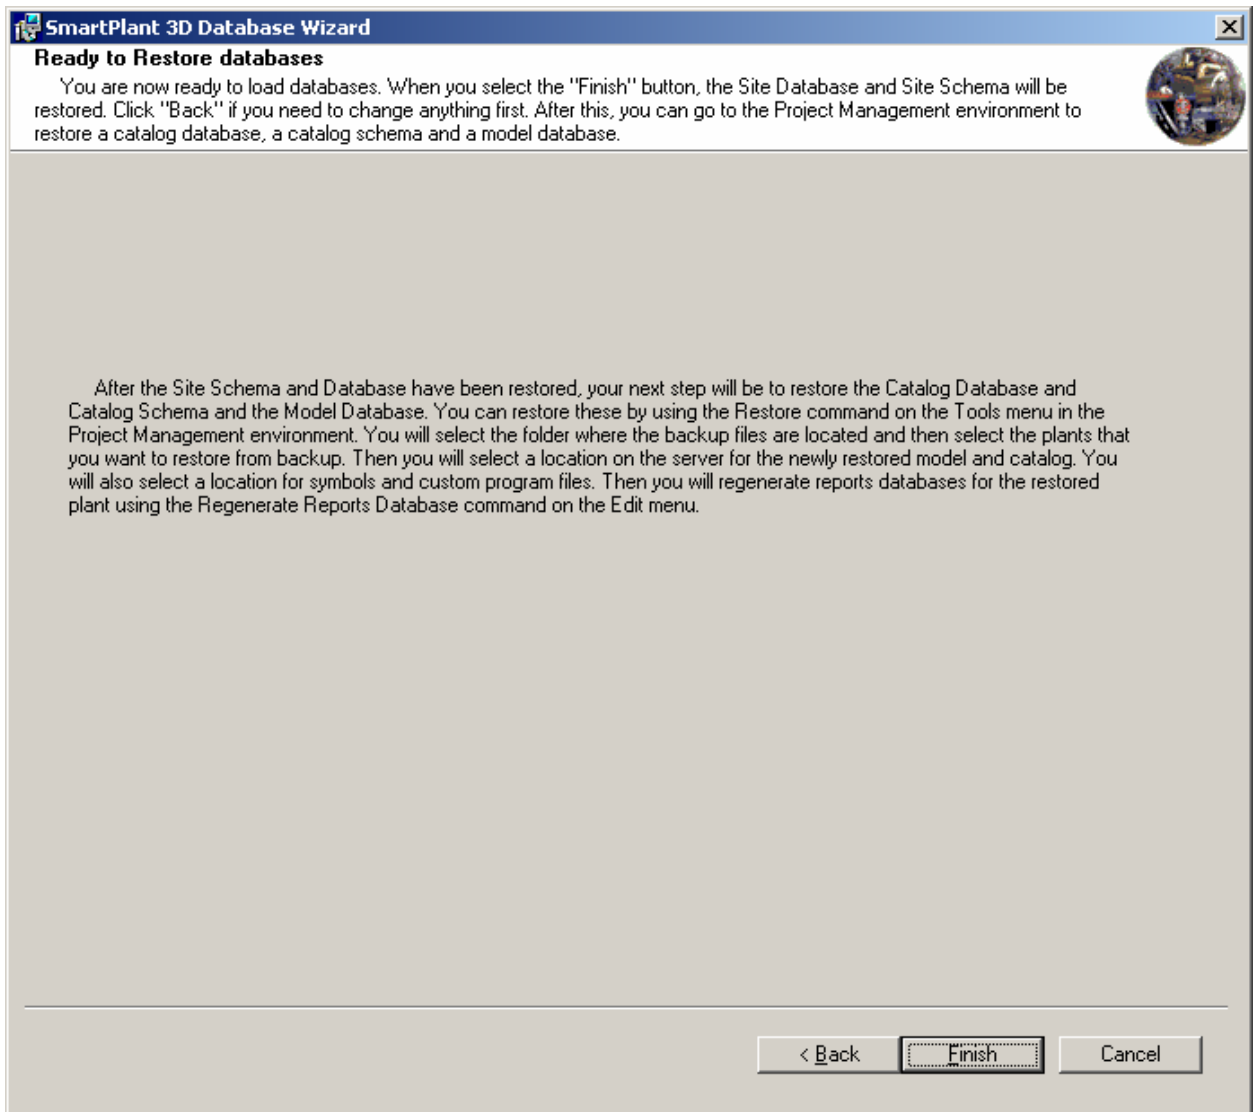 SmartPlant 3D Database Wizard
Ready to Restore databases
You are now ready to load databases. When you select the "Finish" button, the Site Database and Site Schema will be
restored. Click "Back" if you need to change anything first. After this, you can go to the Project Management environment to
restore a catalog database, a catalog schema and a model database.
After the Site Schema and Database have been restored, your next step will be to restore the Catalog Database and
Catalog Schema and the Model Database. You can restore these by using the Restore command on the Tools menu in the
Project Management environment. You will select the folder where the backup files are located and then select the plants that
you want to restore from backup. Then you will select a location on the server for the newly restored model and catalog. You
will also select a location for symbols and custom program files. Then you will regenerate reports databases for the restored
plant using the Regenerate Reports Database command on the Edit menu.
< Back
Finish
Cancel